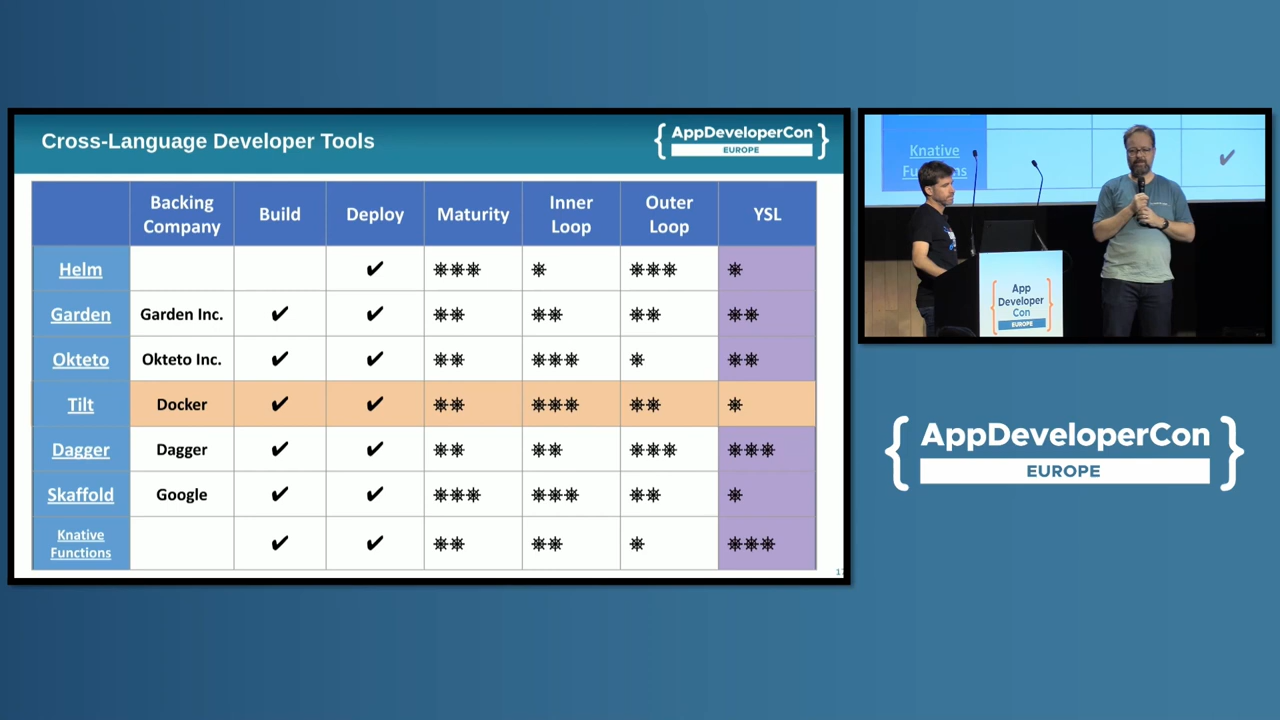 Cross-Language Developer Tools
{ AppDeveloperCon }
EUROPE
Backing Company Build Deploy Maturity Inner Loop Outer Loop YSL
Helm ✔ ⎈⎈⎈ ⎈ ⎈⎈⎈ ⎈
Garden Garden Inc. ✔ ✔ ⎈⎈ ⎈⎈ ⎈⎈ ⎈⎈
Okteto Okteto Inc. ✔ ✔ ⎈⎈ ⎈⎈⎈ ⎈ ⎈⎈
Tilt Docker ✔ ✔ ⎈⎈ ⎈⎈⎈ ⎈⎈ ⎈
Dagger Dagger ✔ ✔ ⎈⎈ ⎈⎈ ⎈⎈⎈ ⎈⎈⎈
Skaffold Google ✔ ✔ ⎈⎈⎈ ⎈⎈⎈ ⎈⎈ ⎈
Knative Functions ✔ ✔ ⎈⎈ ⎈⎈ ⎈ ⎈⎈⎈
Knative
✔
App
Developer
Con
EUROPE
{ AppDeveloperCon }
EUROPE